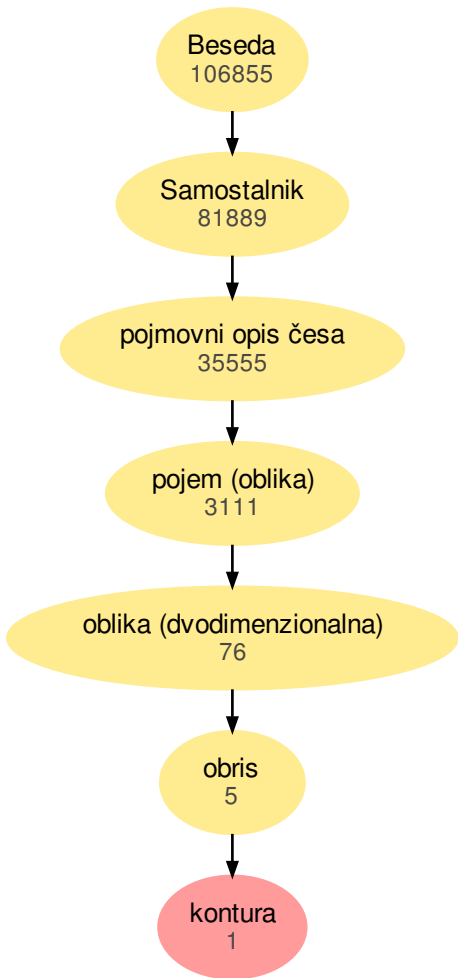 Beseda
106855
Samostalnik
81889
pojmovni opis česa
35555
pojem (oblika)
3111
oblika (dvodimenzionalna)
76
obris
5
kontura
1